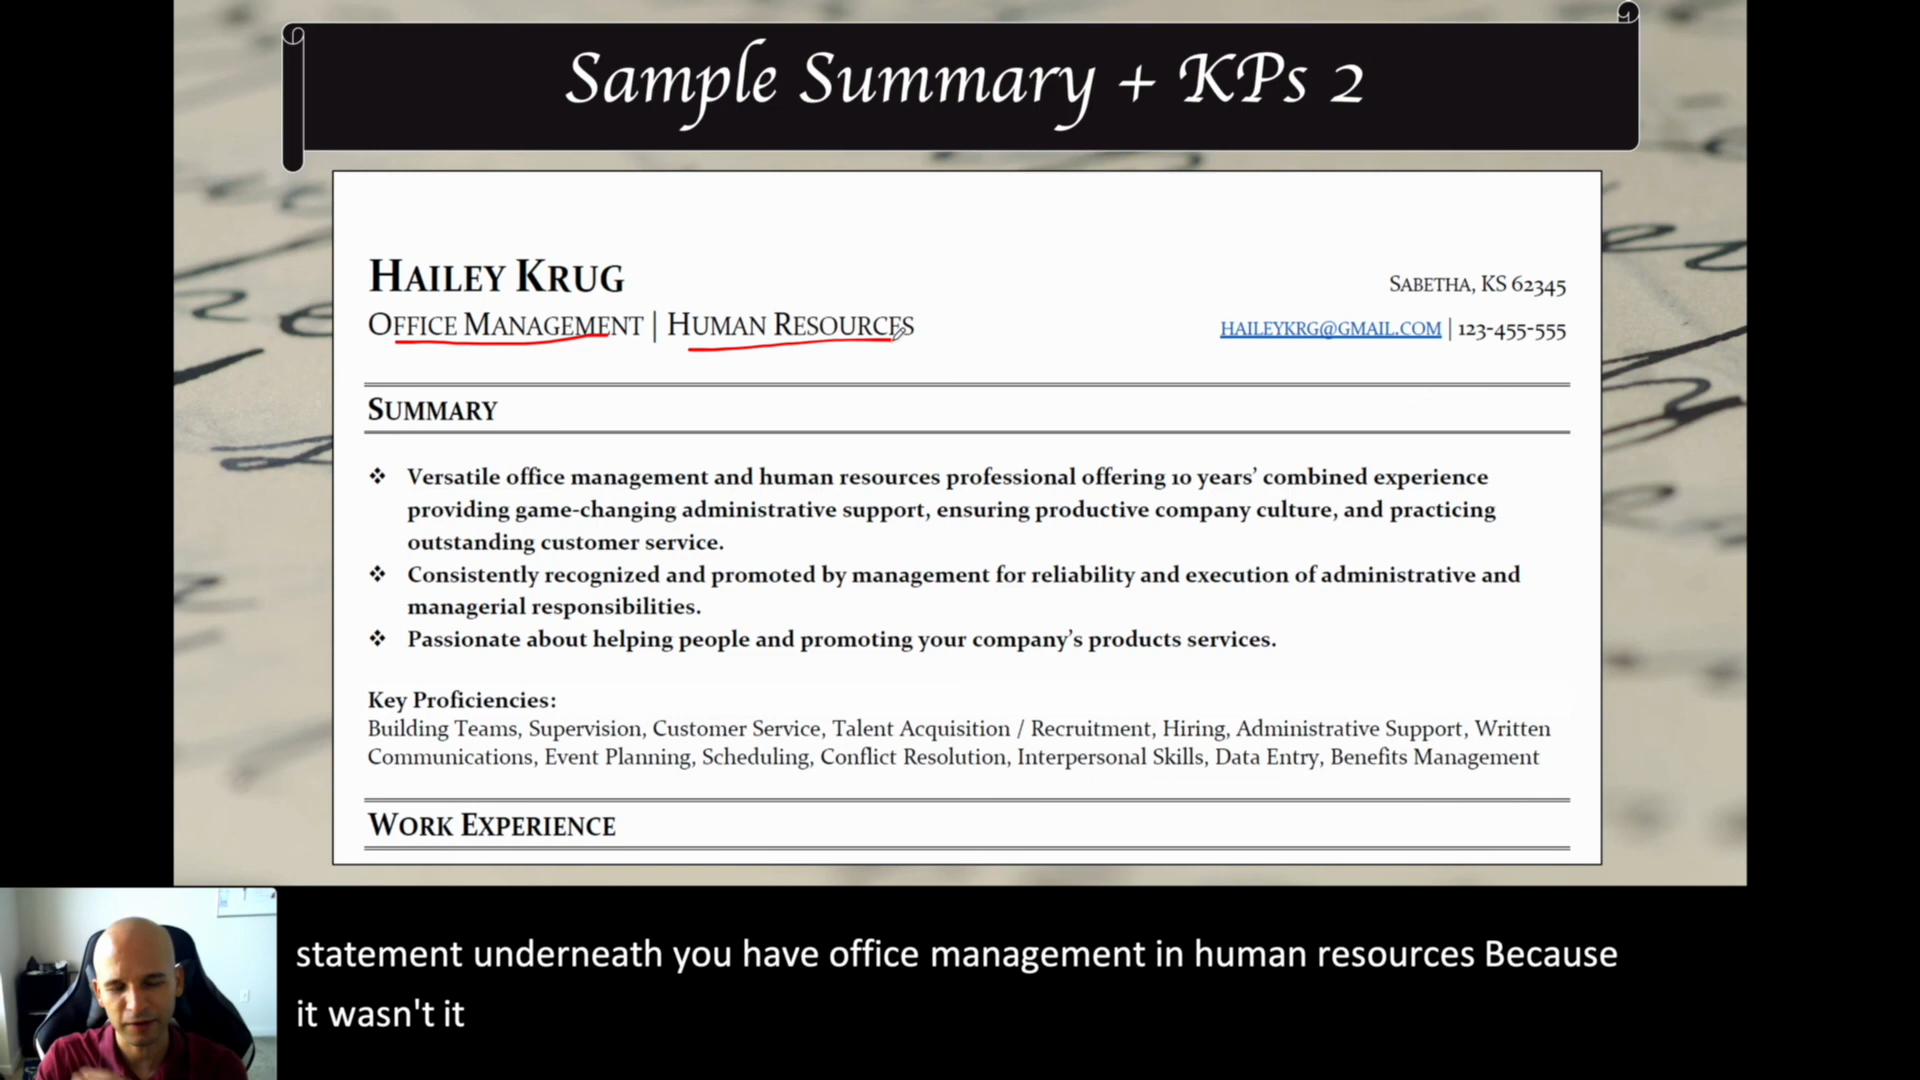 Sample Summary + KPs 2
HAILEY KRUG
SABETHA, KS 62345
OFFICE MANAGEMENT | HUMAN RESOURCES
HAILEYKRG@GMAIL.COM | 123-455-555
SUMMARY
❖ Versatile office management and human resources professional offering 10 years’ combined experience
providing game-changing administrative support, ensuring productive company culture, and practicing
outstanding customer service.
❖ Consistently recognized and promoted by management for reliability and execution of administrative and
managerial responsibilities.
❖ Passionate about helping people and promoting your company’s products services.
Key Proficiencies:
Building Teams, Supervision, Customer Service, Talent Acquisition / Recruitment, Hiring, Administrative Support, Written
Communications, Event Planning, Scheduling, Conflict Resolution, Interpersonal Skills, Data Entry, Benefits Management
WORK EXPERIENCE
statement underneath you have office management in human resources Because
it wasn't it